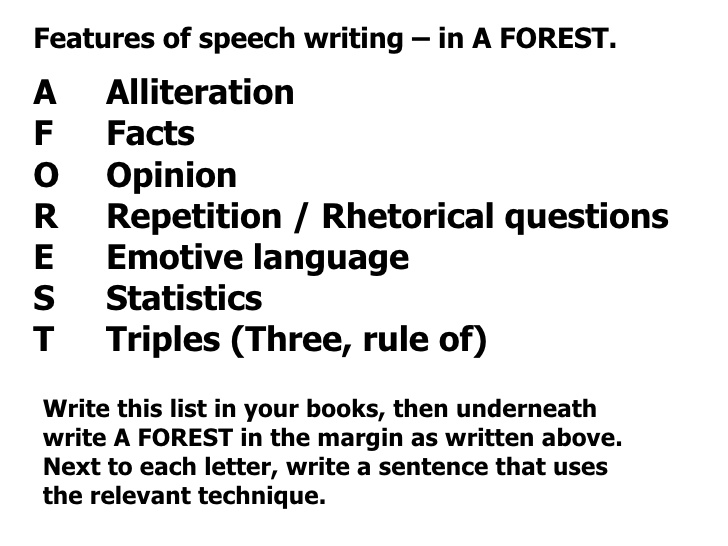 Features of speech writing – in A FOREST.
A Alliteration
F Facts
O Opinion
R Repetition / Rhetorical questions
E Emotive language
S Statistics
T Triples (Three, rule of)
Write this list in your books, then underneath
write A FOREST in the margin as written above.
Next to each letter, write a sentence that uses
the relevant technique.